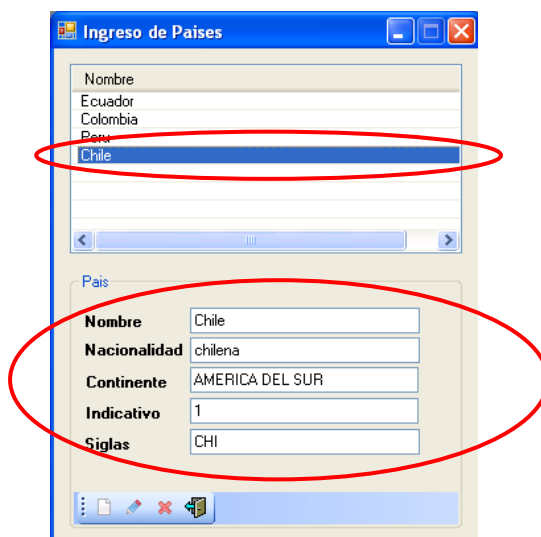 Ingreso de Paises
Nombre
Ecuador
Colombia
Peru
Chile
Pais
Nombre Chile
Nacionalidad chilena
Continente AMERICA DEL SUR
Indicativo 1
Siglas CHI